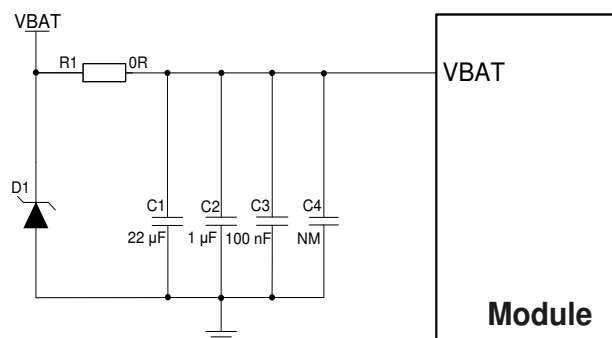 VBAT
R1 0R
VBAT
D1
C1 C2 C3 C4
22 µF 1 µF 100 nF NM
Module